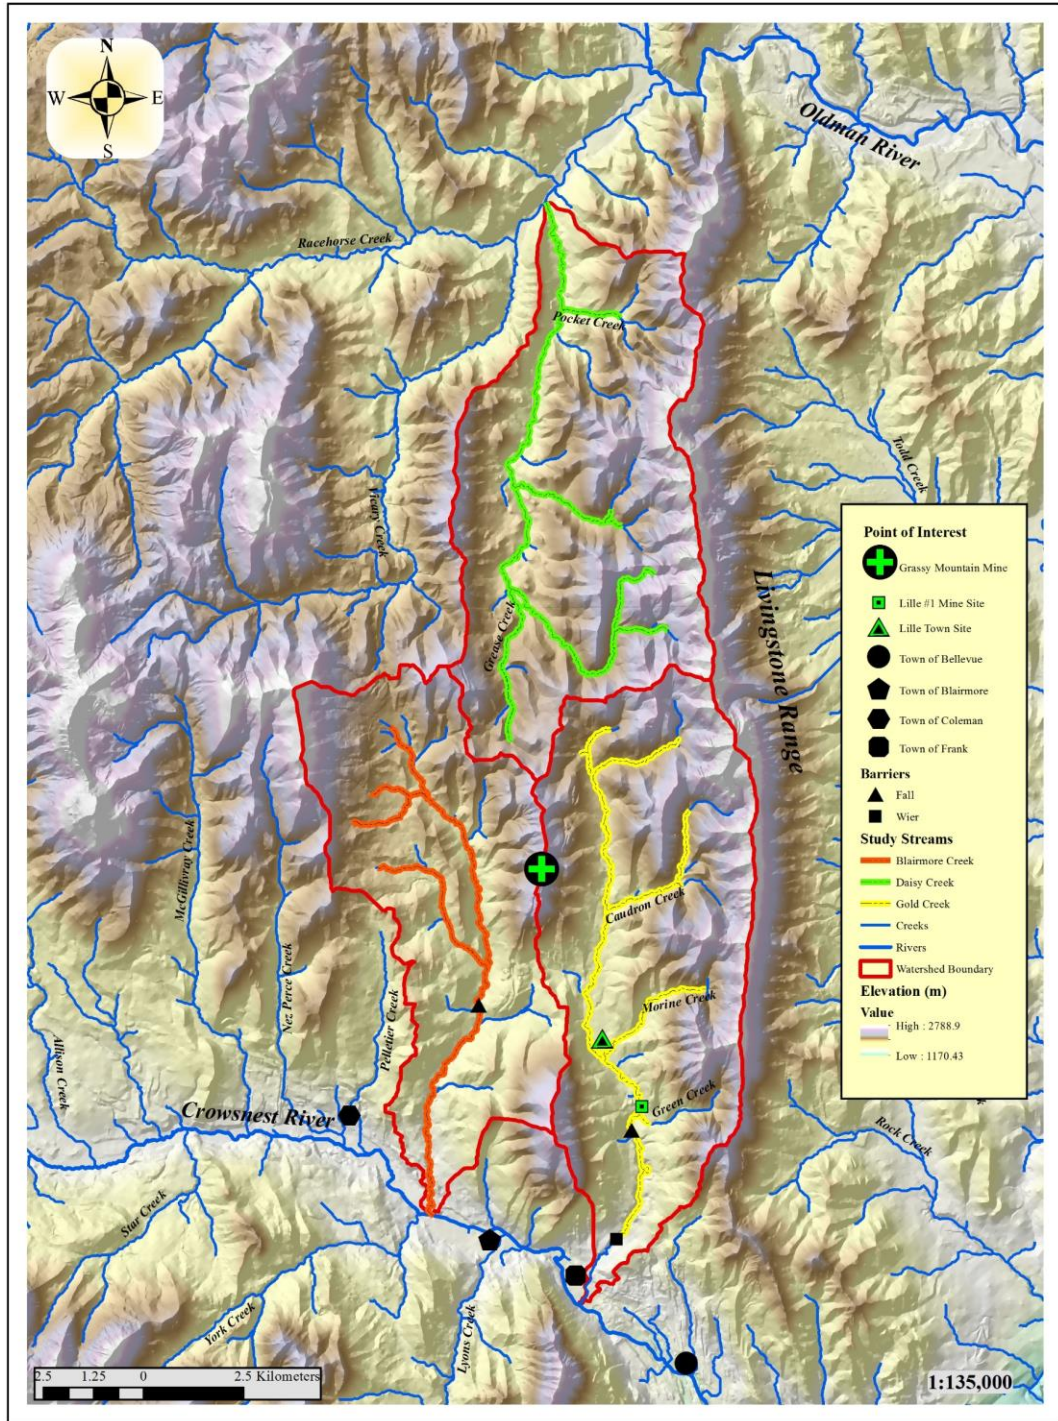 N
W E
S
Oldman River
Racehorse Creek
Pocket Creek
Todd Creek
Vicary Creek
Livingstone Range
Grease Creek
McGillivray Creek
Caudron Creek
Nez Perce Creek
Morine Creek
Pelletier Creek
Allison Creek
Green Creek
Crowsnest River
Rock Creek
Star Creek
York Creek
Lyons Creek
Point of Interest
Grassy Mountain Mine
Lille #1 Mine Site
Lille Town Site
Town of Bellevue
Town of Blairmore
Town of Coleman
Town of Frank
Barriers
Fall
Wier
Study Streams
Blairmore Creek
Daisy Creek
Gold Creek
Creeks
Rivers
Watershed Boundary
Elevation (m)
Value
High : 2788.9
Low : 1170.43
2.5 1.25 0 2.5 Kilometers
1:135,000